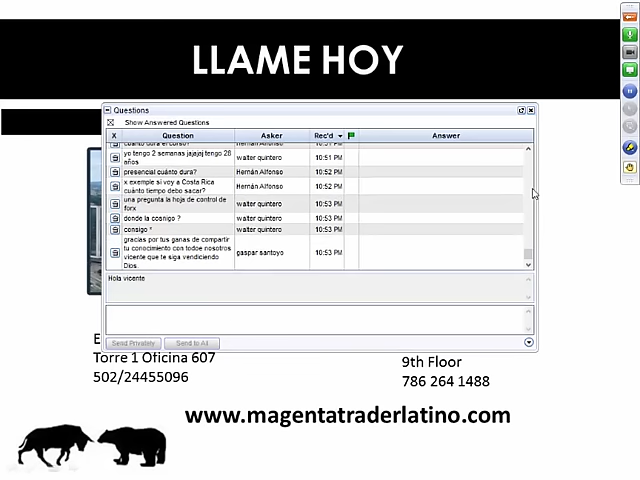 LLAME HOY
Questions
Show Answered Questions
X Question Asker Rec'd Answer
yo tengo 2 semanas jajajaj tengo 28
años
walter quintero 10:51 PM
presencial cuánto dura? Hernán Alfonso 10:52 PM
x exemple si voy a Costa Rica
cuánto tiempo debo sacar?
Hernán Alfonso 10:52 PM
una pregunta la hoja de control de
forx
walter quintero 10:53 PM
donde la cosnigo ? walter quintero 10:53 PM
consigo * walter quintero 10:53 PM
gracias por tus ganas de compartir
tu conocimiento con todos nosotros
vicente que te siga vendiciendo
Dios.
gaspar santoyo 10:53 PM
Hola vicente
Send Privately Send to All
E
Torre 1 Oficina 607
502/24455096
9th Floor
786 264 1488
www.magentatraderlatino.com